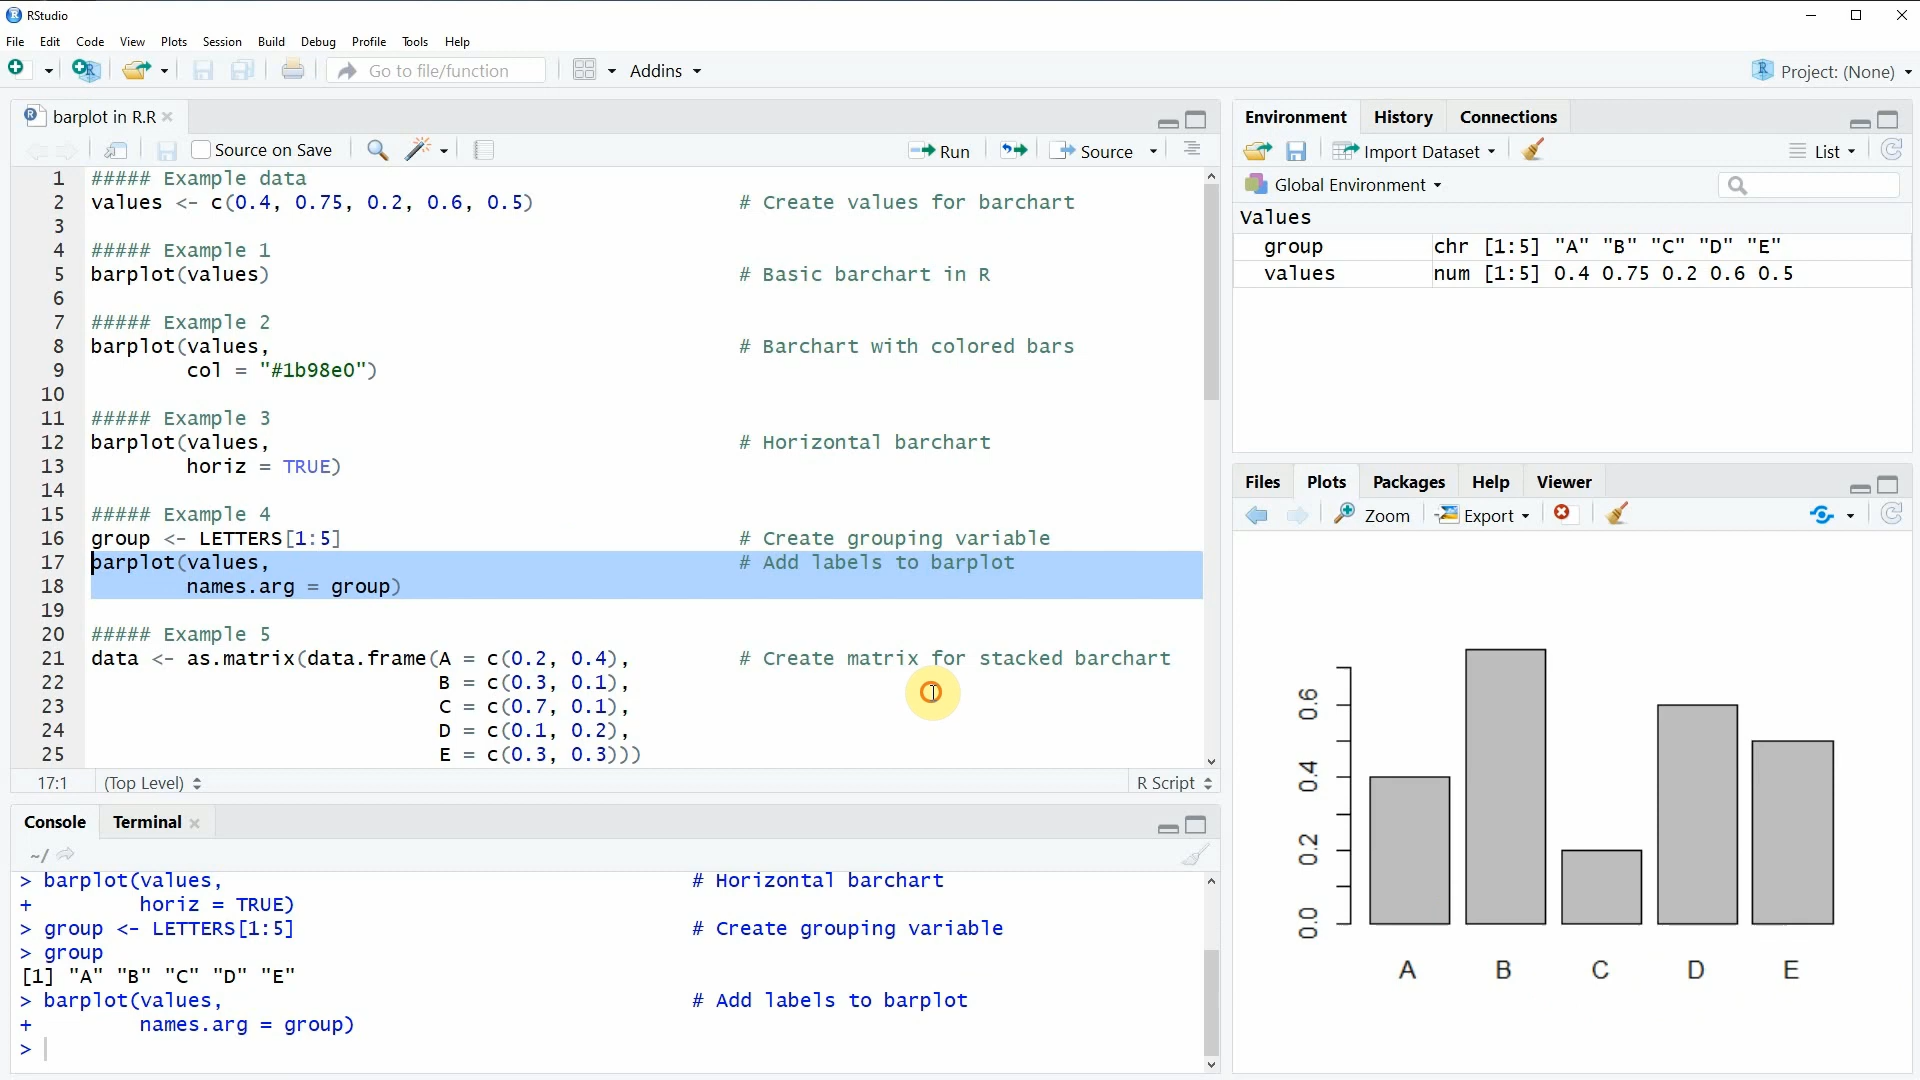 RStudio
File Edit Code View Plots Session Build Debug Profile Tools Help
Go to file/function Addins Project: (None)
barplot in R.R
Source on Save Run Source
1 ##### Example data
2 values <- c(0.4, 0.75, 0.2, 0.6, 0.5) # Create values for barchart
3
4 ##### Example 1
5 barplot(values) # Basic barchart in R
6
7 ##### Example 2
8 barplot(values, # Barchart with colored bars
9 col = "#1b98e0")
10
11 ##### Example 3
12 barplot(values, # Horizontal barchart
13 horiz = TRUE)
14
15 ##### Example 4
16 group <- LETTERS[1:5] # Create grouping variable
17 barplot(values, # Add labels to barplot
18 names.arg = group)
19
20 ##### Example 5
21 data <- as.matrix(data.frame(A = c(0.2, 0.4), # Create matrix for stacked barchart
22 B = c(0.3, 0.1),
23 C = c(0.7, 0.1),
24 D = c(0.1, 0.2),
25 E = c(0.3, 0.3)))
17:1 (Top Level) R Script
Console Terminal
~/
> barplot(values, # Horizontal barchart
+ horiz = TRUE)
> group <- LETTERS[1:5] # Create grouping variable
> group
[1] "A" "B" "C" "D" "E"
> barplot(values, # Add labels to barplot
+ names.arg = group)
>
Environment History Connections
Import Dataset List
Global Environment
Values
group chr [1:5] "A" "B" "C" "D" "E"
values num [1:5] 0.4 0.75 0.2 0.6 0.5
Files Plots Packages Help Viewer
Zoom Export
0.6
0.4
0.2
0.0
A B C D E